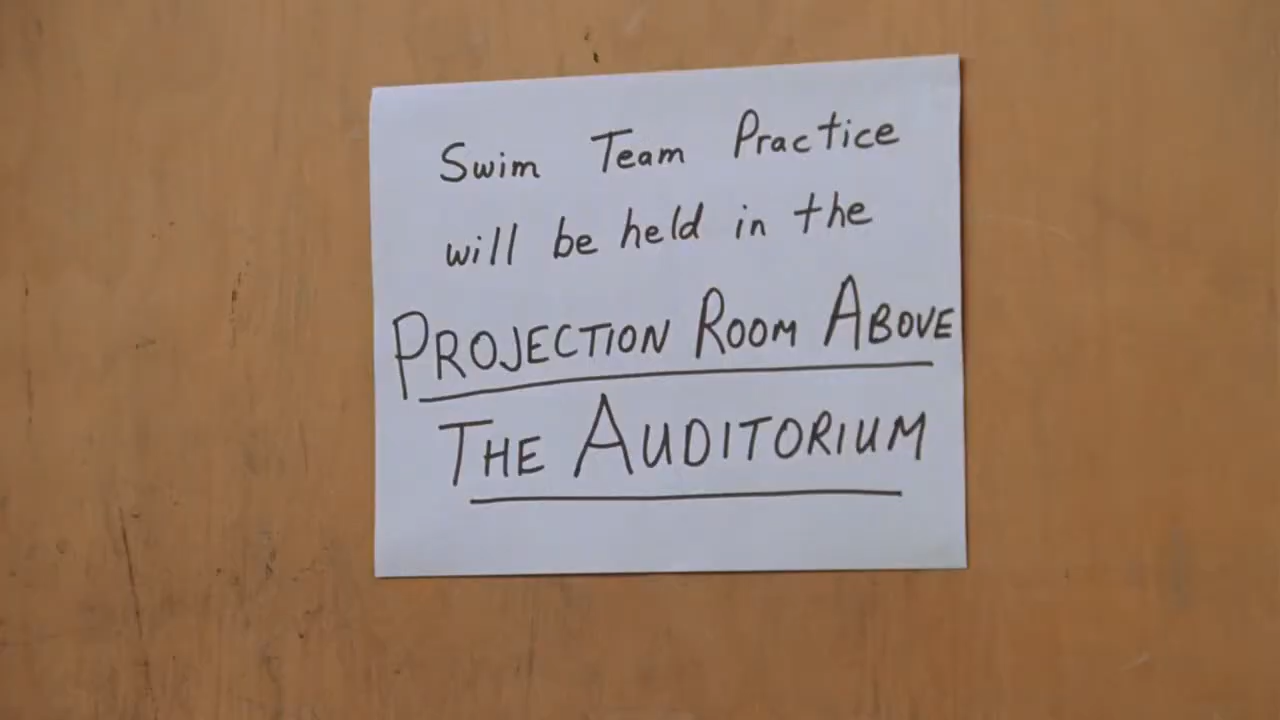 Swim Team Practice
will be held in the
PROJECTION ROOM ABOVE
THE AUDITORIUM